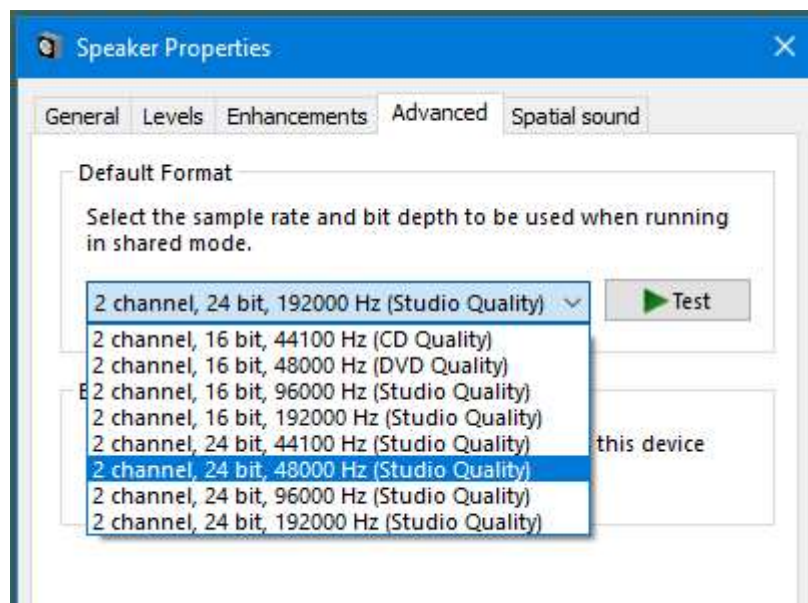 Speaker Properties
General Levels Enhancements Advanced Spatial sound
Default Format
Select the sample rate and bit depth to be used when running
in shared mode.
2 channel, 24 bit, 192000 Hz (Studio Quality) Test
2 channel, 16 bit, 44100 Hz (CD Quality)
2 channel, 16 bit, 48000 Hz (DVD Quality)
2 channel, 16 bit, 96000 Hz (Studio Quality)
2 channel, 16 bit, 192000 Hz (Studio Quality)
2 channel, 24 bit, 44100 Hz (Studio Quality) this device
2 channel, 24 bit, 48000 Hz (Studio Quality)
2 channel, 24 bit, 96000 Hz (Studio Quality)
2 channel, 24 bit, 192000 Hz (Studio Quality)